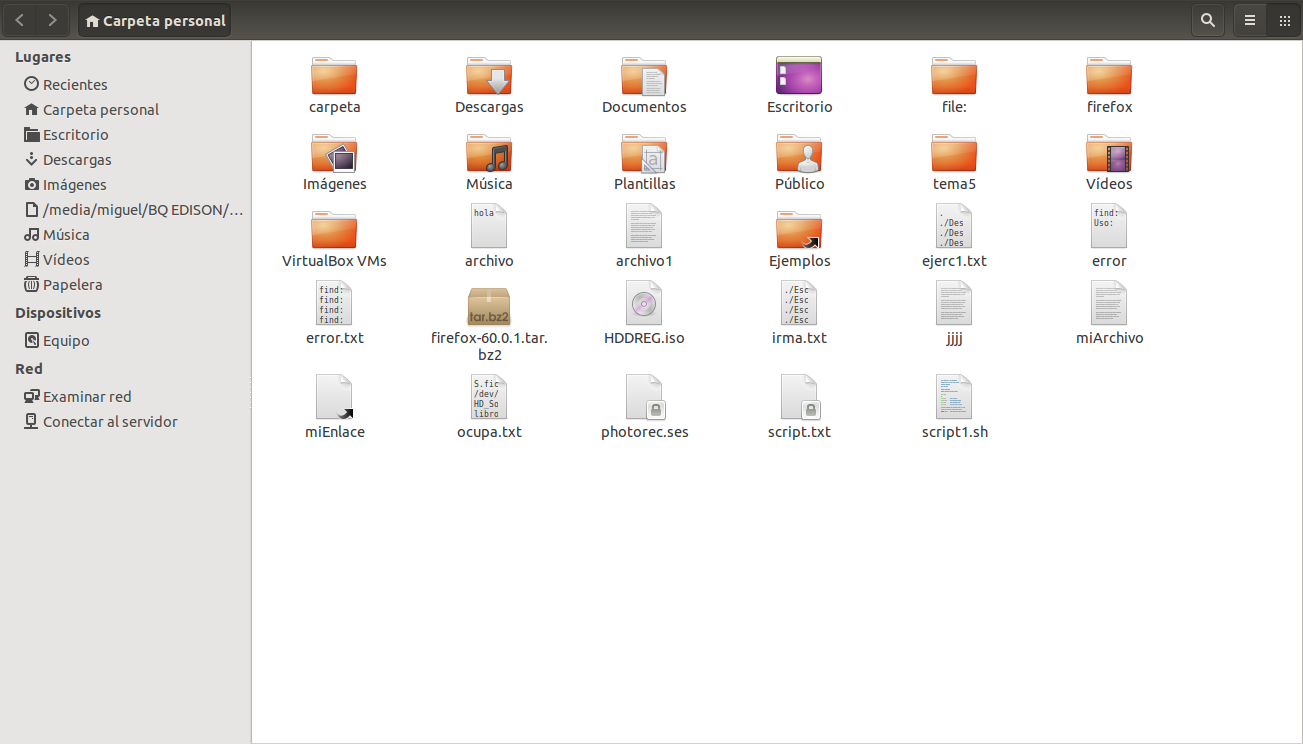 Carpeta personal
Lugares
Recientes
Carpeta personal
Escritorio
Descargas
Imágenes
/media/miguel/BQ EDISON/...
Música
Vídeos
Papelera
Dispositivos
Equipo
Red
Examinar red
Conectar al servidor
carpeta
Descargas
Documentos
Escritorio
file:
firefox
Imágenes
Música
a
Plantillas
Público
tema5
Vídeos
VirtualBox VMs
hola
archivo
archivo1
Ejemplos
.
./Des
./Des
./Des
ejerc1.txt
find:
Uso:
error
find:
find:
find:
find:
error.txt
tar.bz2
firefox-60.0.1.tar.
bz2
HDDREG.iso
./Esc
./Esc
./Esc
./Esc
irma.txt
jjjj
miArchivo
miEnlace
S.fic
/dev/
HD_So
libro
ocupa.txt
photorec.ses
script.txt
script1.sh